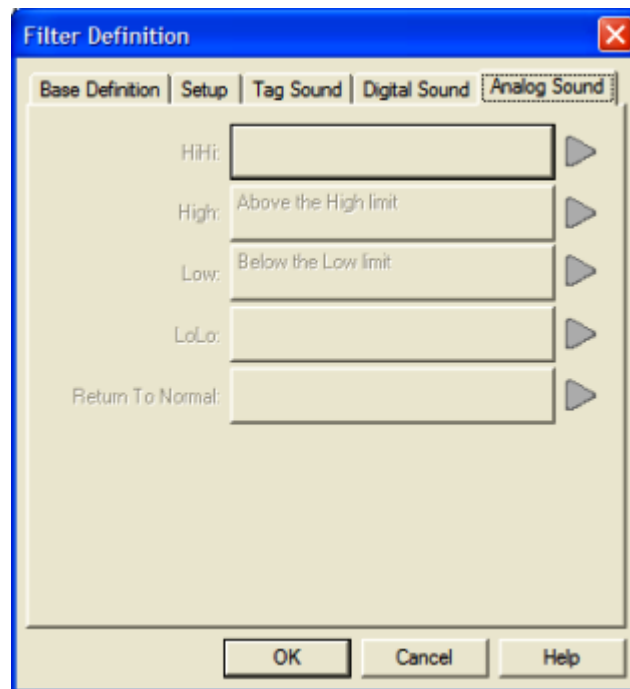 Filter Definition
Base Definition Setup Tag Sound Digital Sound Analog Sound
HiHi:
High: Above the High limit
Low: Below the Low limit
LoLo:
Return To Normal:
OK Cancel Help